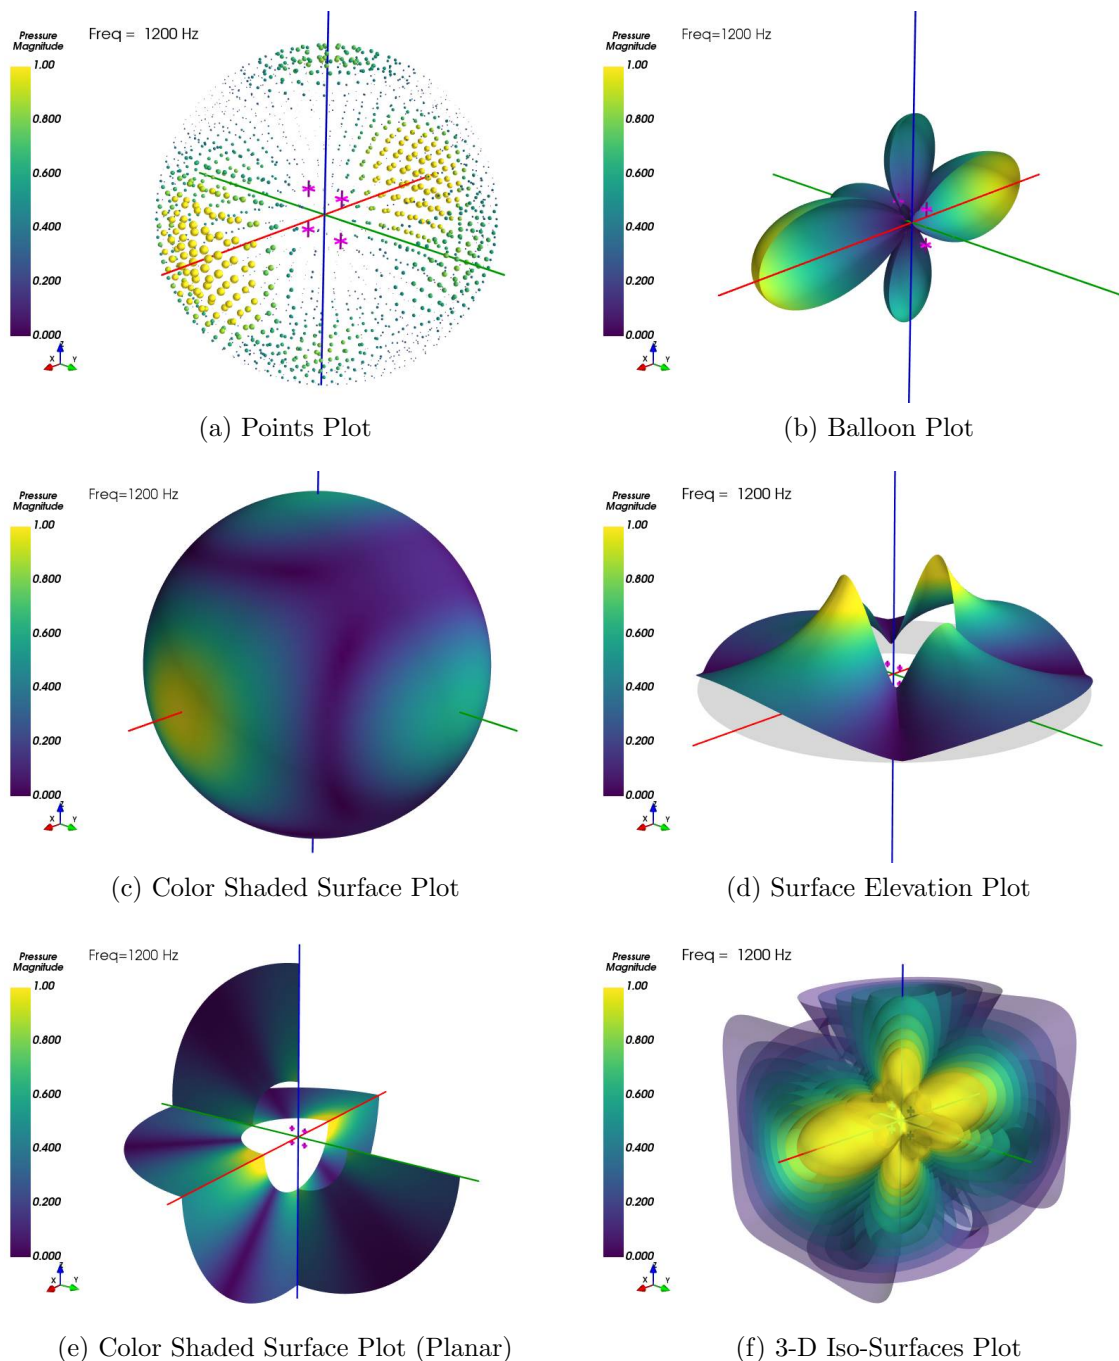 Pressure
Magnitude
Freq = 1200 Hz
1.00
0.800
0.600
0.400
0.200
0.000
X
Z
Y
(a) Points Plot
Pressure
Magnitude
Freq=1200 Hz
1.00
0.800
0.600
0.400
0.200
0.000
X
Z
Y
(b) Balloon Plot
Pressure
Magnitude
Freq=1200 Hz
1.00
0.800
0.600
0.400
0.200
0.000
X
Z
Y
(c) Color Shaded Surface Plot
Pressure
Magnitude
Freq = 1200 Hz
1.00
0.800
0.600
0.400
0.200
0.000
X
Z
Y
(d) Surface Elevation Plot
Pressure
Magnitude
Freq=1200 Hz
1.00
0.800
0.600
0.400
0.200
0.000
X
Z
Y
(e) Color Shaded Surface Plot (Planar)
Pressure
Magnitude
Freq = 1200 Hz
1.00
0.800
0.600
0.400
0.200
0.000
X
Z
Y
(f) 3-D Iso-Surfaces Plot